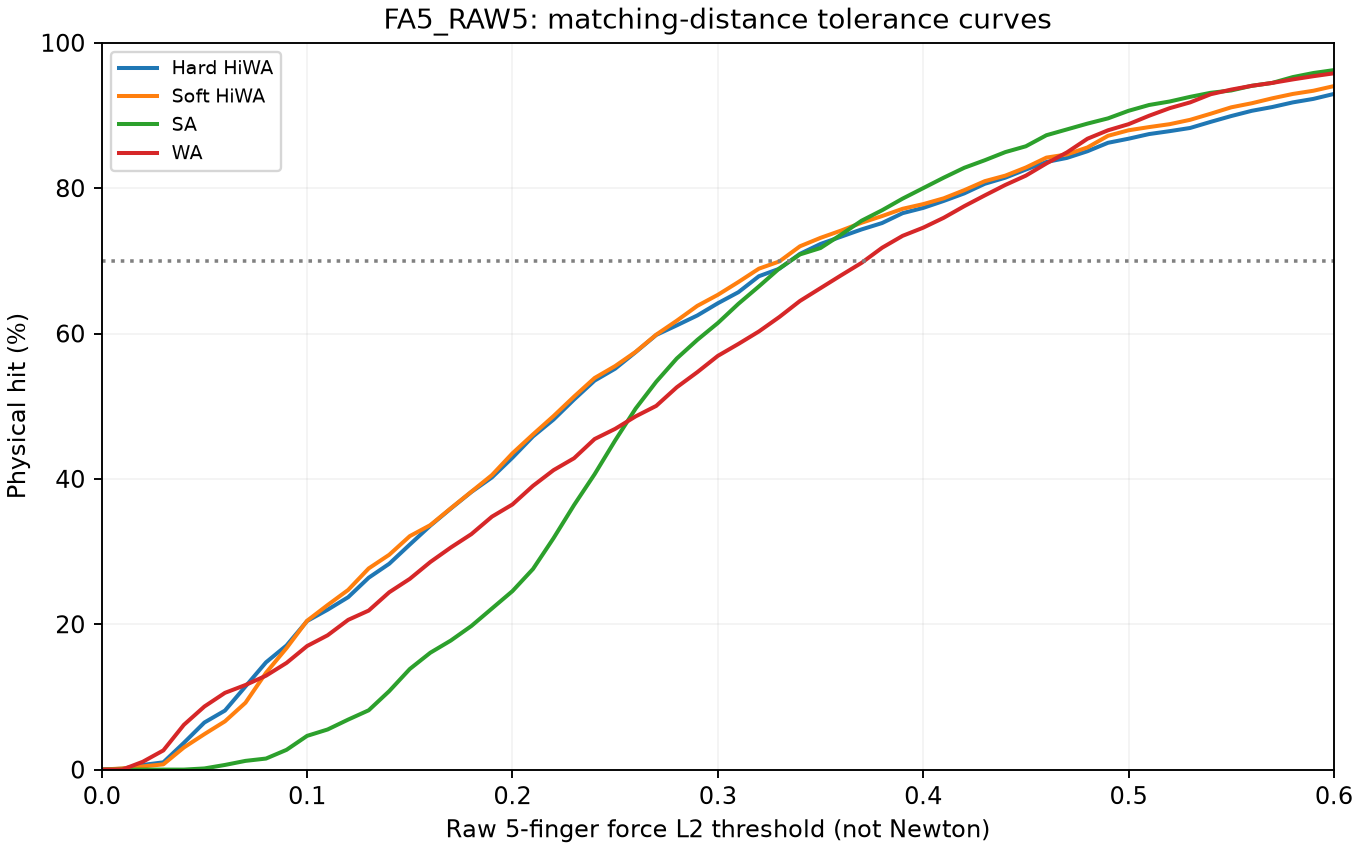 FA5_RAW5: matching-distance tolerance curves
100
80
60
40
20
0
Physical hit (%)
Hard HiWA
Soft HiWA
SA
WA
0.0 0.1 0.2 0.3 0.4 0.5 0.6
Raw 5-finger force L2 threshold (not Newton)